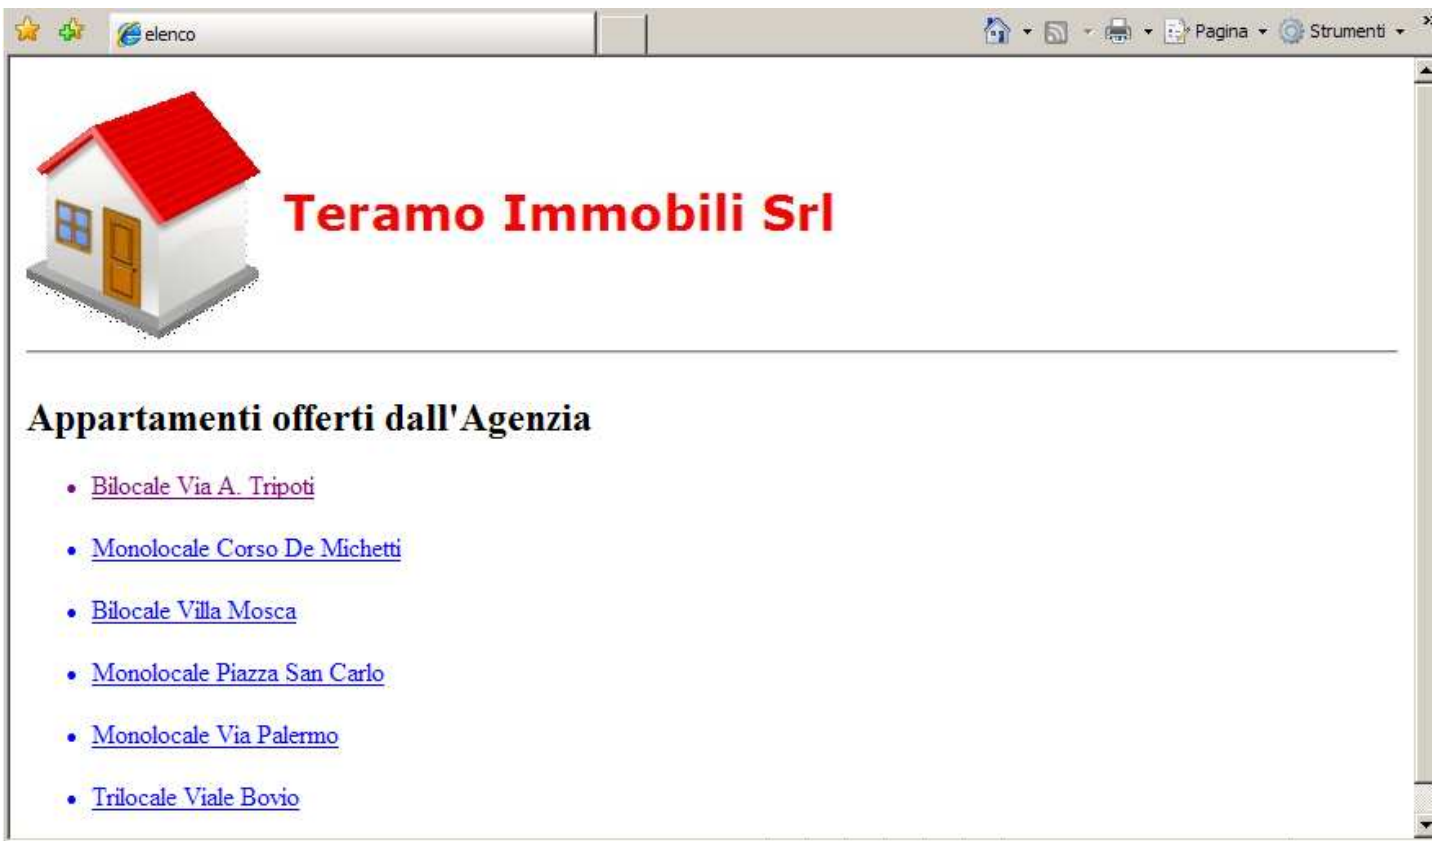 elenco
Pagina
Strumenti
»
Teramo Immobili Srl
Appartamenti offerti dall'Agenzia
• Bilocale Via A. Tripoti
• Monolocale Corso De Michetti
• Bilocale Villa Mosca
• Monolocale Piazza San Carlo
• Monolocale Via Palermo
• Trilocale Viale Bovio